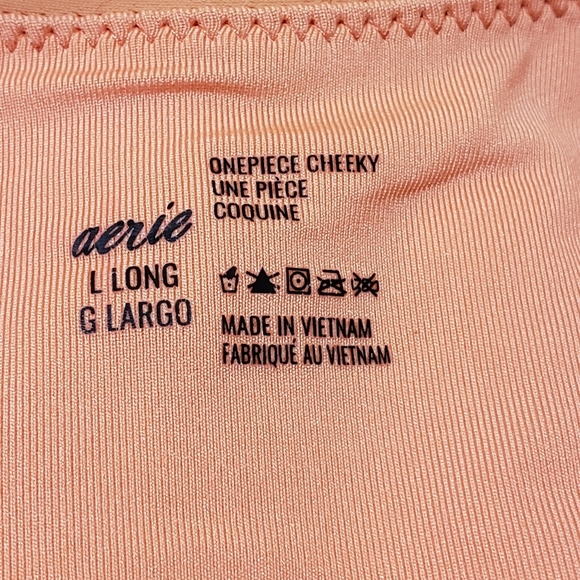 aerie
L LONG
G LARGO
ONEPIECE CHEEKY
UNE PIÈCE
COQUINE
MADE IN VIETNAM
FABRIQUÉ AU VIETNAM